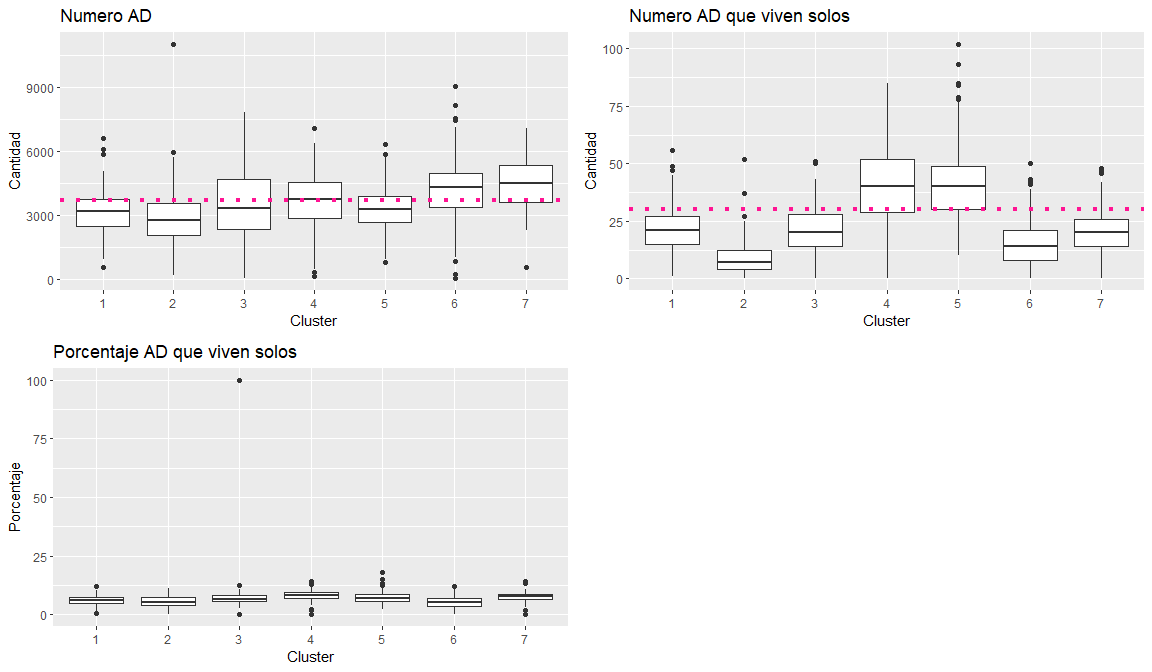 Numero AD
Cantidad
9000
6000
3000
0
1 2 3 4 5 6 7
Cluster
Numero AD que viven solos
Cantidad
100
75
50
25
0
1 2 3 4 5 6 7
Cluster
Porcentaje AD que viven solos
Porcentaje
100
75
50
25
0
1 2 3 4 5 6 7
Cluster